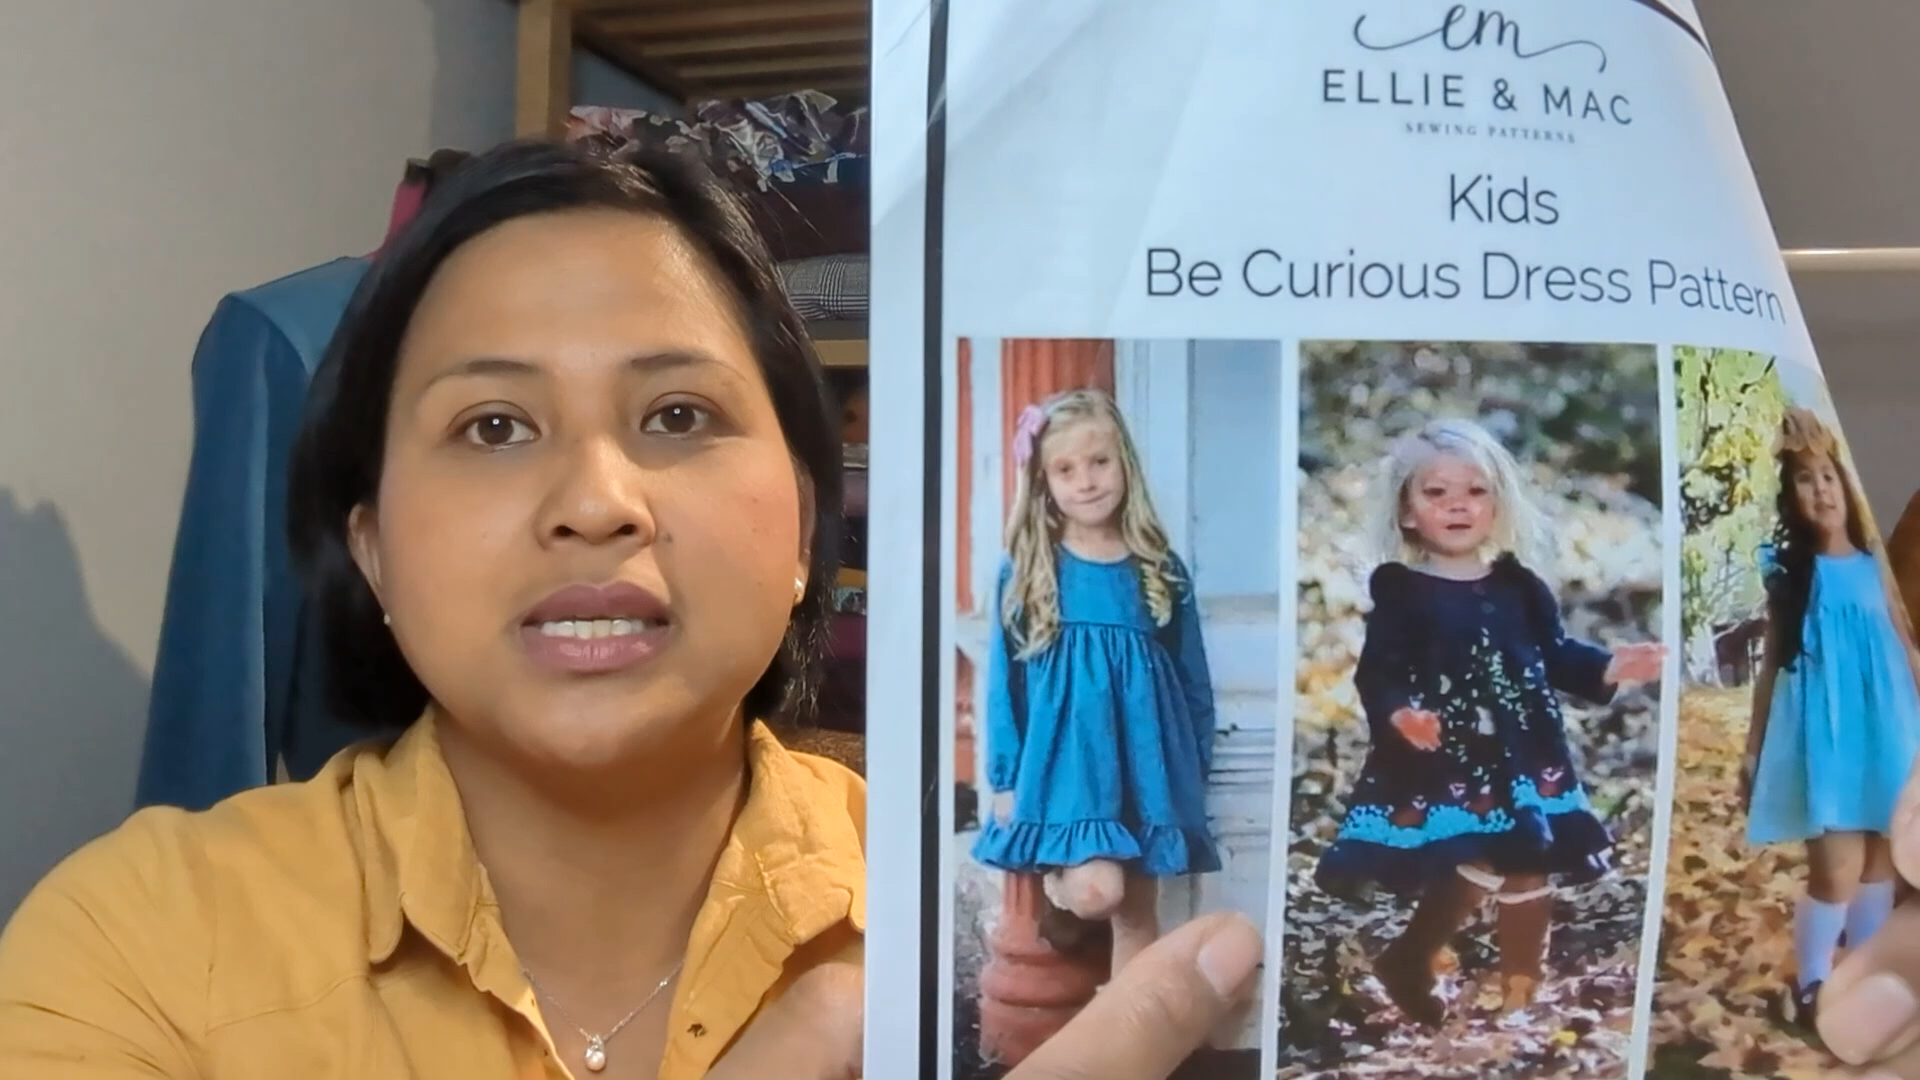 em
ELLIE & MAC
SEWING PATTERNS
Kids
Be Curious Dress Pattern